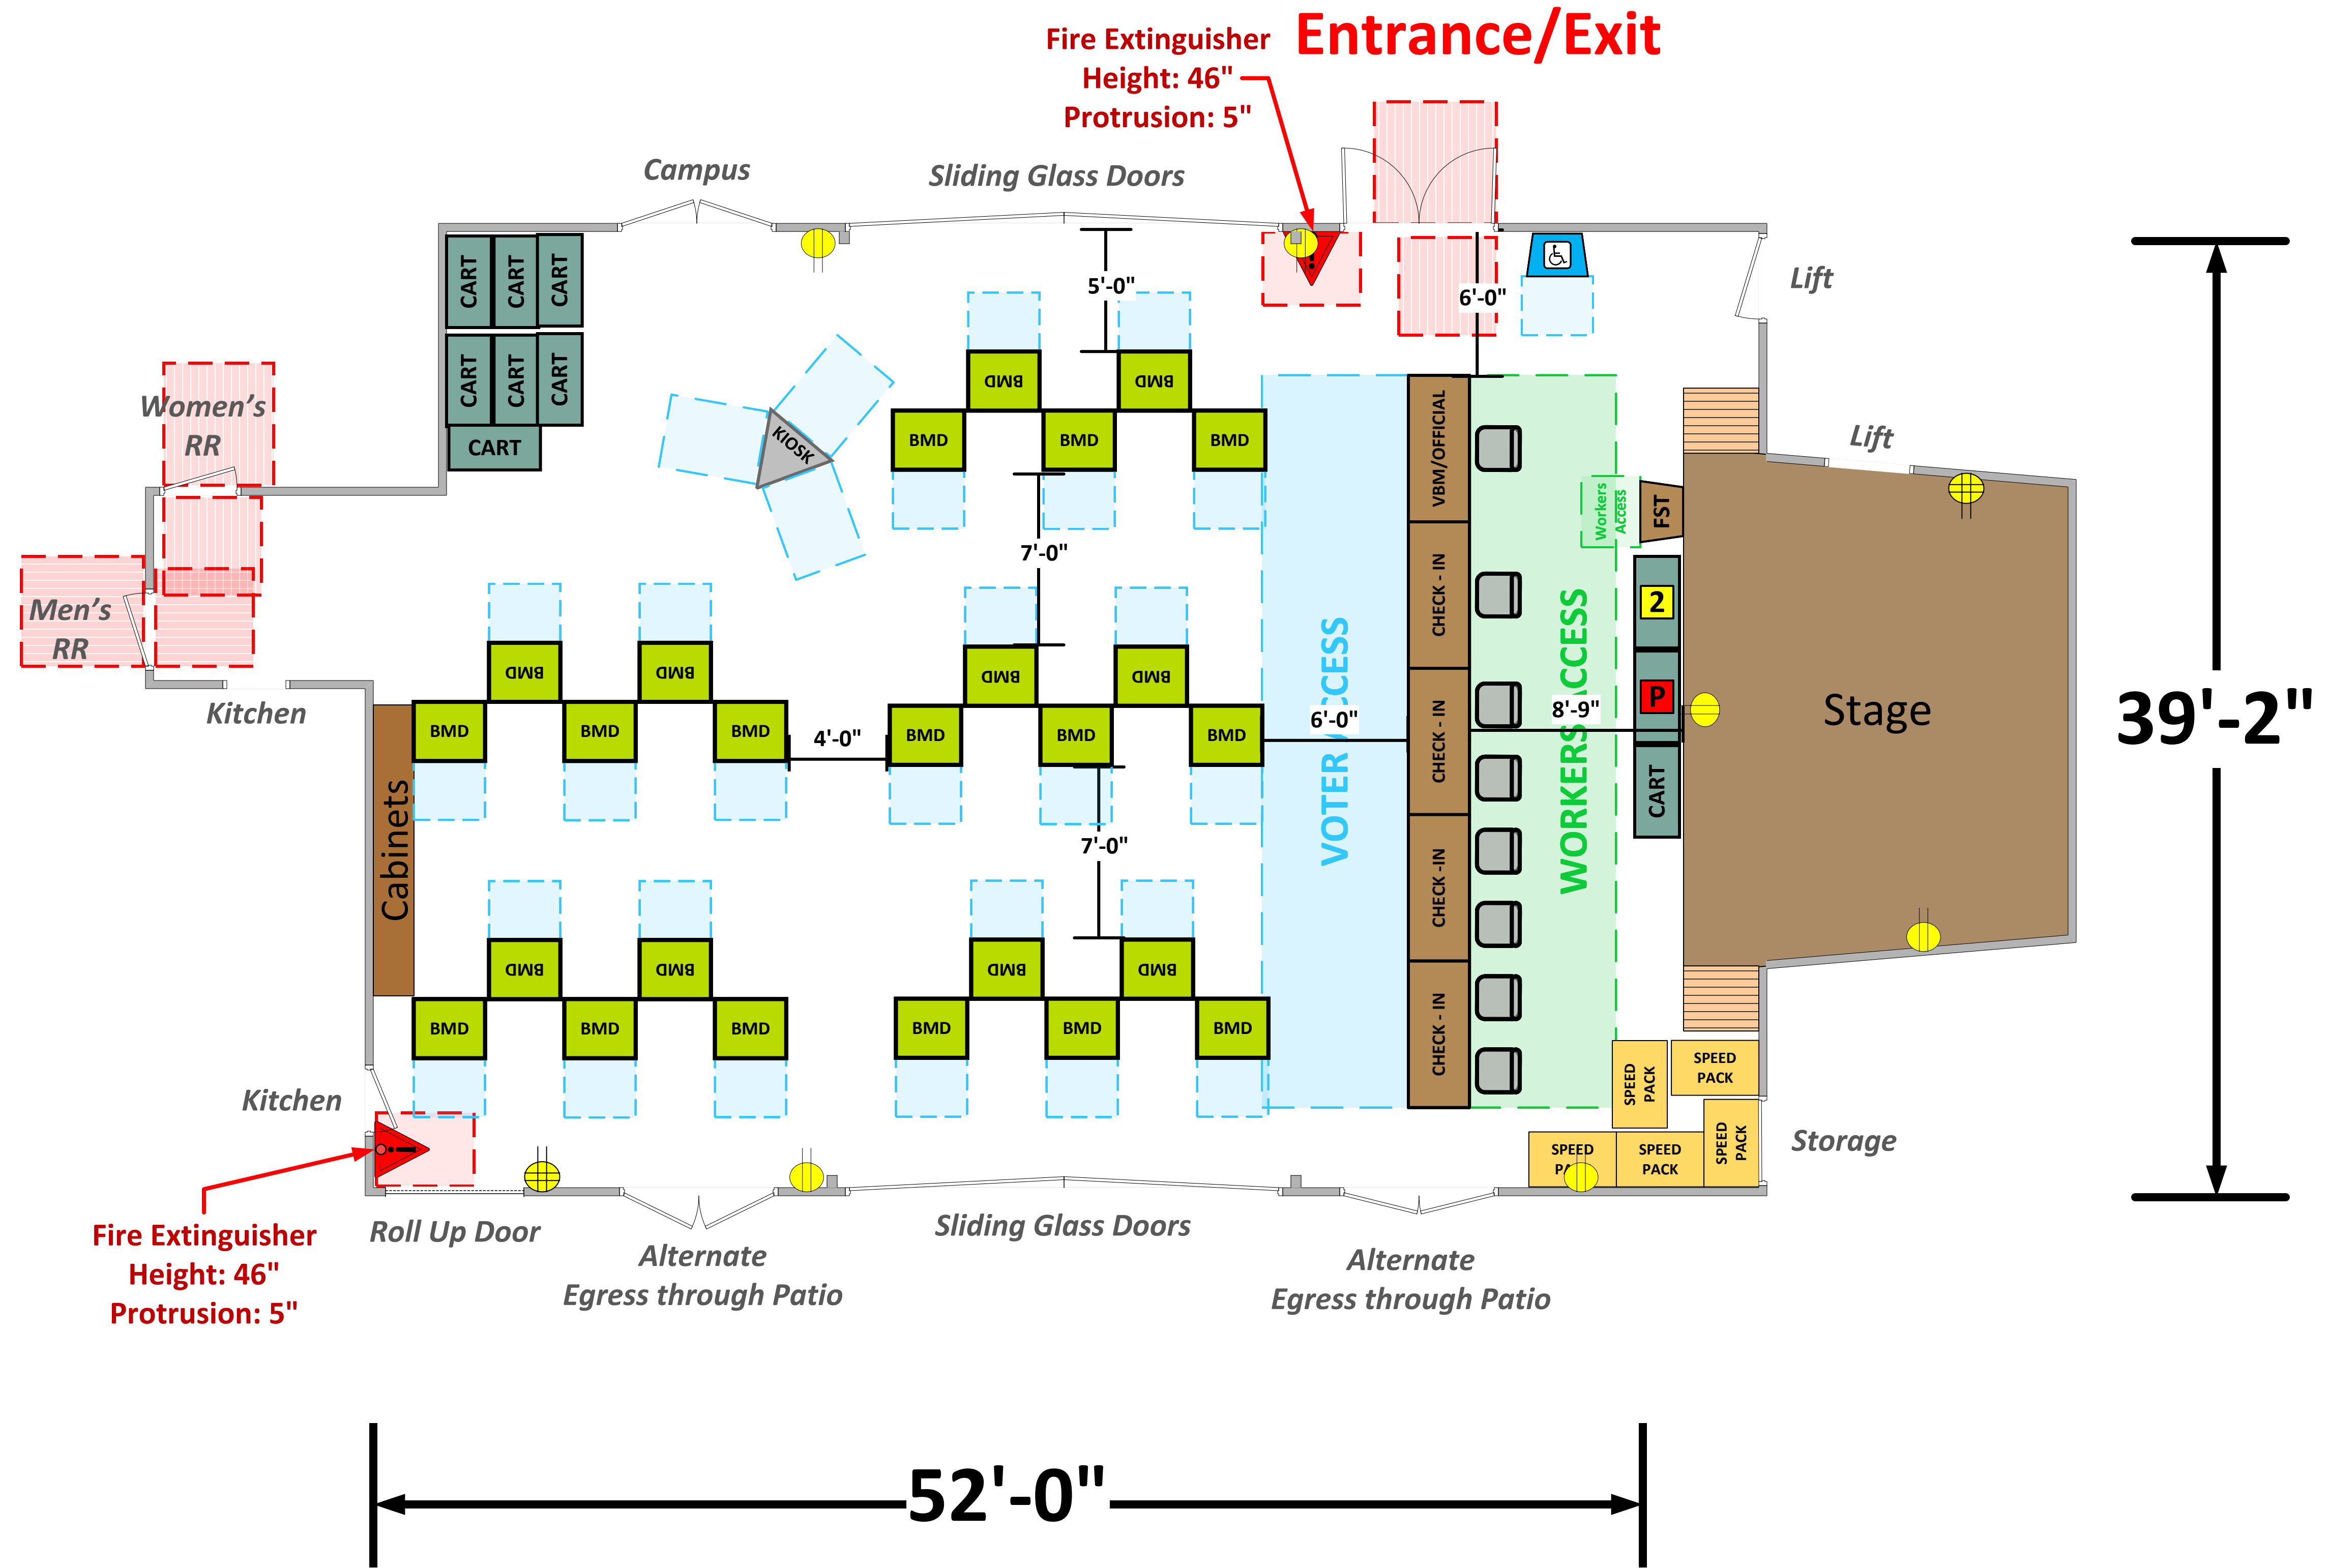 Fire Extinguisher
Height: 46"
Protrusion: 5"
Entrance/Exit
Campus
Sliding Glass Doors
Lift
5'-0"
6'-0"
CART
CART
CART
CART
CART
CART
CART
KIOSK
Women's
RR
BMD
BMD
BMD
BMD
BMD
VBM/OFFICIAL
Lift
Workers
Access
FST
7'-0"
CHECK - IN
2
Men's
RR
BMD
BMD
BMD
BMD
Kitchen
BMD
BMD
BMD
4'-0"
BMD
BMD
BMD
6'-0"
VOTER ACCESS
CHECK - IN
WORKERS ACCESS
8'-9"
P
Stage
39'-2"
CART
Cabinets
7'-0"
CHECK -IN
BMD
BMD
BMD
BMD
BMD
BMD
BMD
BMD
BMD
BMD
CHECK - IN
SPEED
PACK
SPEED
PACK
Kitchen
SPEED
PACK
SPEED
PACK
SPEED
PACK
Storage
Fire Extinguisher
Height: 46"
Protrusion: 5"
Roll Up Door
Alternate
Egress through Patio
Sliding Glass Doors
Alternate
Egress through Patio
52'-0"